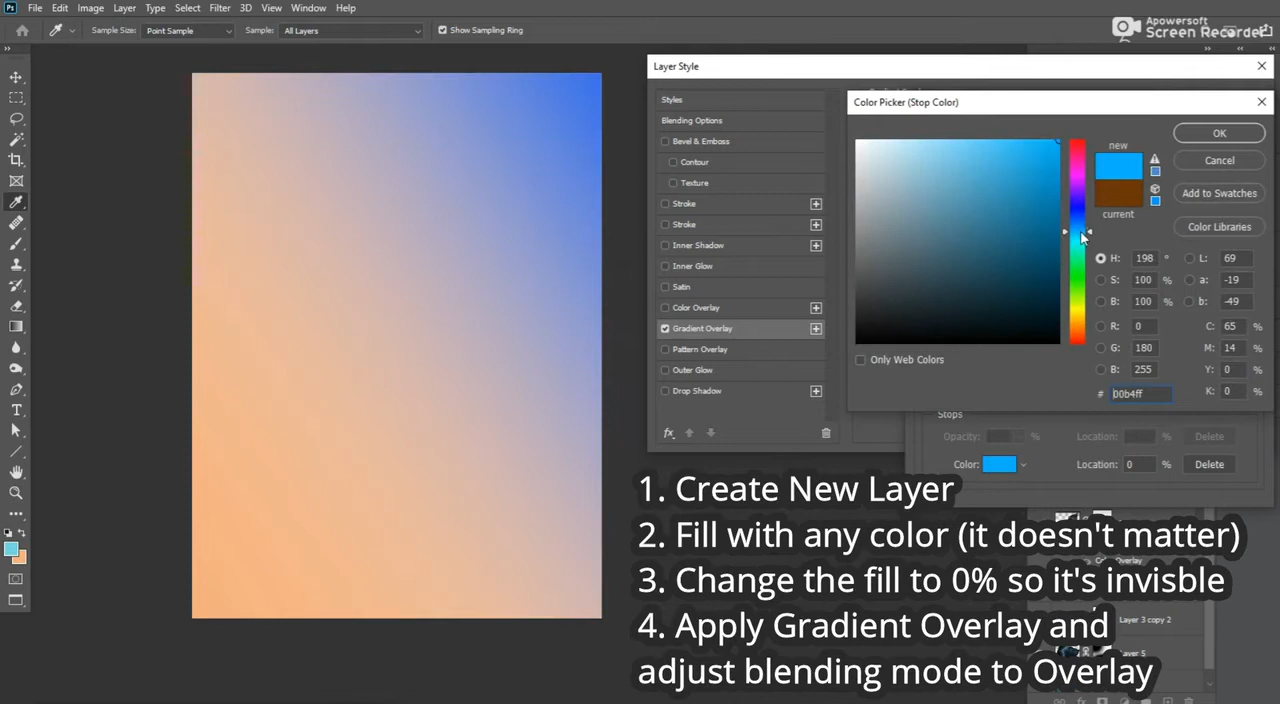 Ps File Edit Image Layer Type Select Filter 3D View Window Help
Apowersoft
Screen Recorder
Sample Size: Point Sample Sample: All Layers Show Sampling Ring
Layer Style
Styles
Blending Options
Bevel & Emboss
Contour
Texture
Stroke
Stroke
Inner Shadow
Inner Glow
Satin
Color Overlay
Gradient Overlay
Pattern Overlay
Outer Glow
Drop Shadow
fx
Color Picker (Stop Color)
new
current
OK
Cancel
Add to Swatches
Color Libraries
H: 198 ° L: 69
S: 100 % a: -19
B: 100 % b: -49
R: 0 C: 65 %
G: 180 M: 14 %
B: 255 Y: 0 %
# 00b4ff K: 0 %
Only Web Colors
Stops
Opacity: % Location: % Delete
Color: Location: 0 % Delete
1. Create New Layer
2. Fill with any color (it doesn't matter)
3. Change the fill to 0% so it's invisble
4. Apply Gradient Overlay and
adjust blending mode to Overlay
Layer 3 copy 2